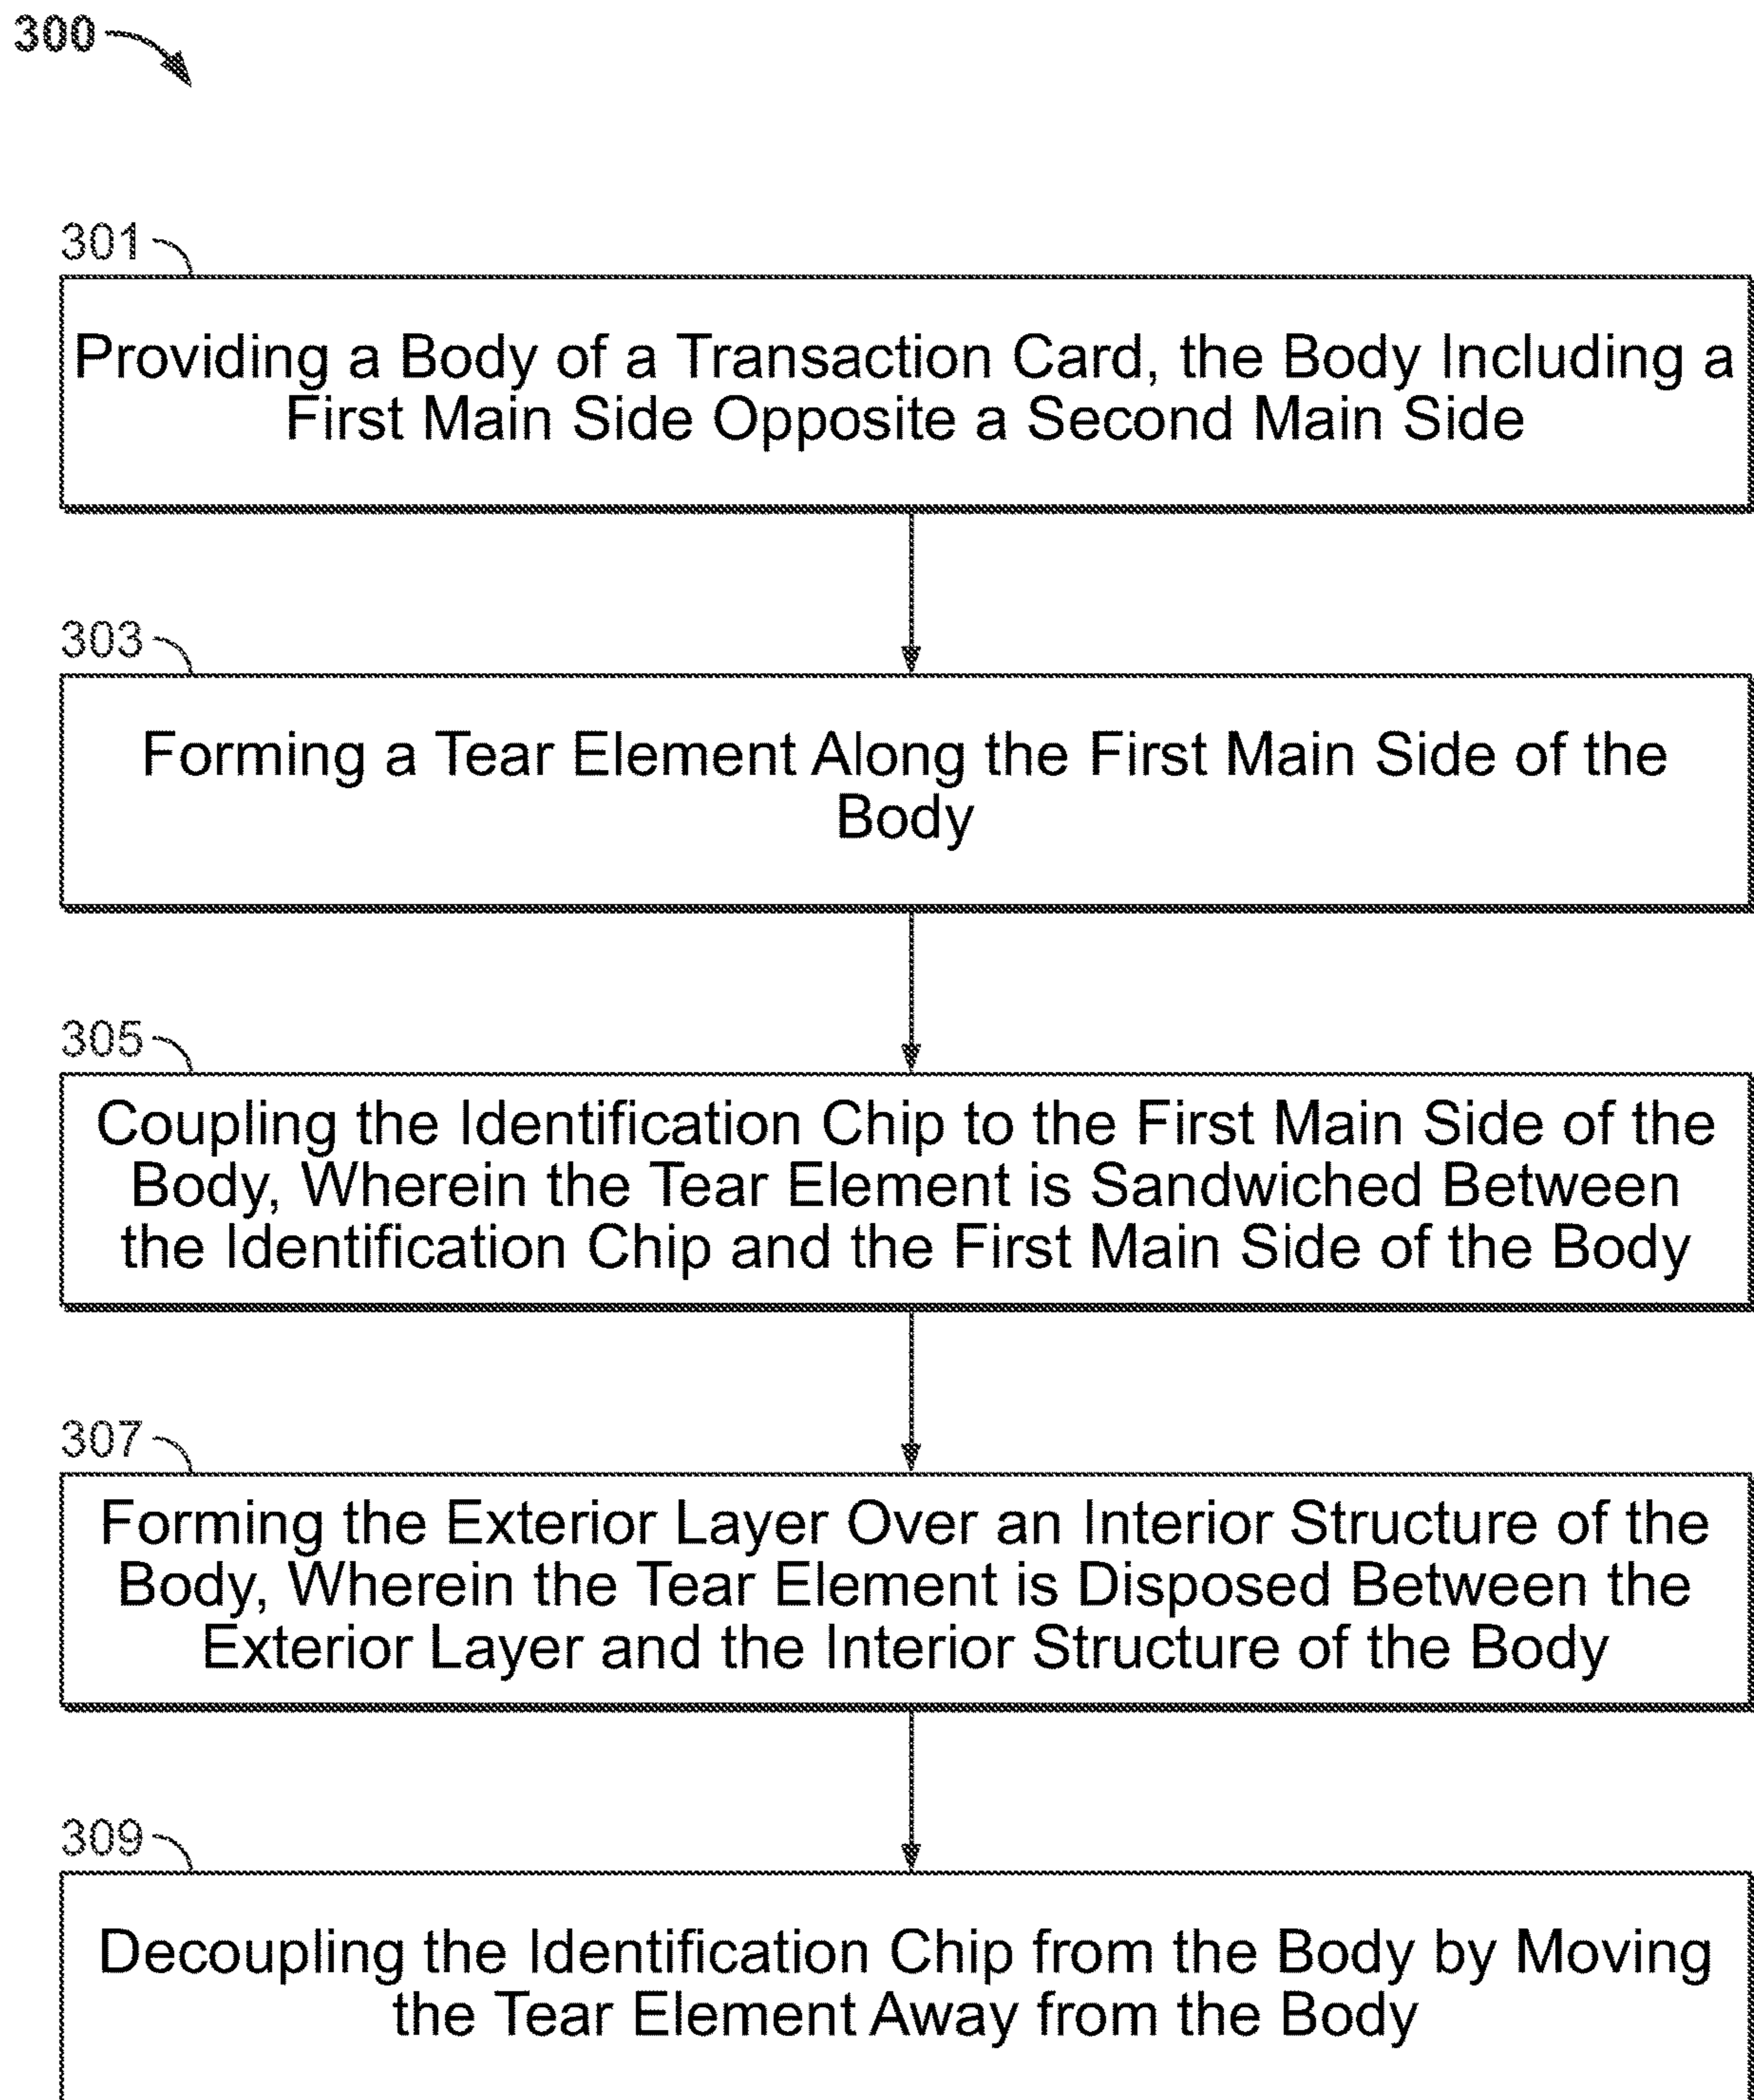 300
301
Providing a Body of a Transaction Card, the Body Including a
First Main Side Opposite a Second Main Side
303
Forming a Tear Element Along the First Main Side of the
Body
305
Coupling the Identification Chip to the First Main Side of the
Body, Wherein the Tear Element is Sandwiched Between
the Identification Chip and the First Main Side of the Body
307
Forming the Exterior Layer Over an Interior Structure of the
Body, Wherein the Tear Element is Disposed Between the
Exterior Layer and the Interior Structure of the Body
309
Decoupling the Identification Chip from the Body by Moving
the Tear Element Away from the Body